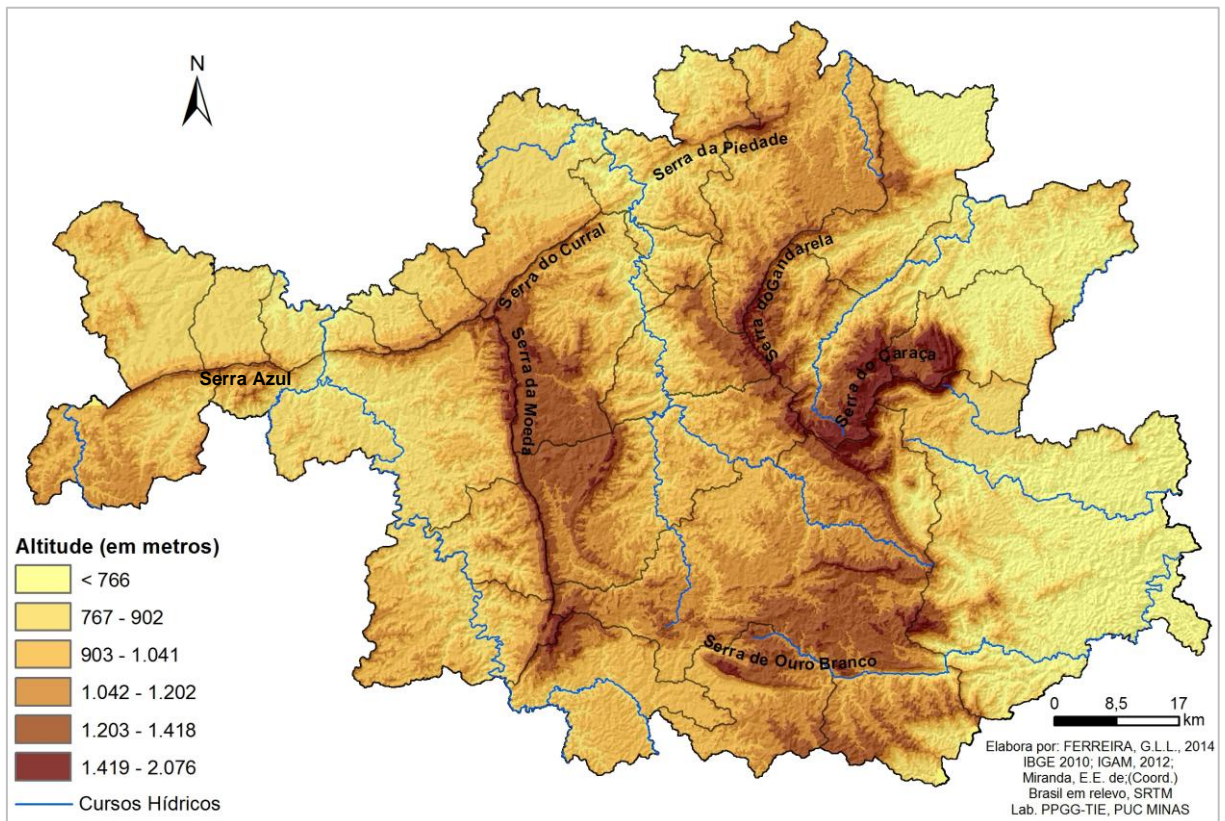 N
Serra da Piedade
Serra do Curral
Serra doGandarela
Serra do Caraça
Serra Azul
Serra da Moeda
Serra de Ouro Branco
Altitude (em metros)
< 766
767 - 902
903 - 1.041
1.042 - 1.202
1.203 - 1.418
1.419 - 2.076
Cursos Hídricos
0 8,5 17
km
Elabora por: FERREIRA, G.L.L., 2014
IBGE 2010; IGAM, 2012;
Miranda, E.E. de;(Coord.)
Brasil em relevo, SRTM
Lab. PPGG-TIE, PUC MINAS